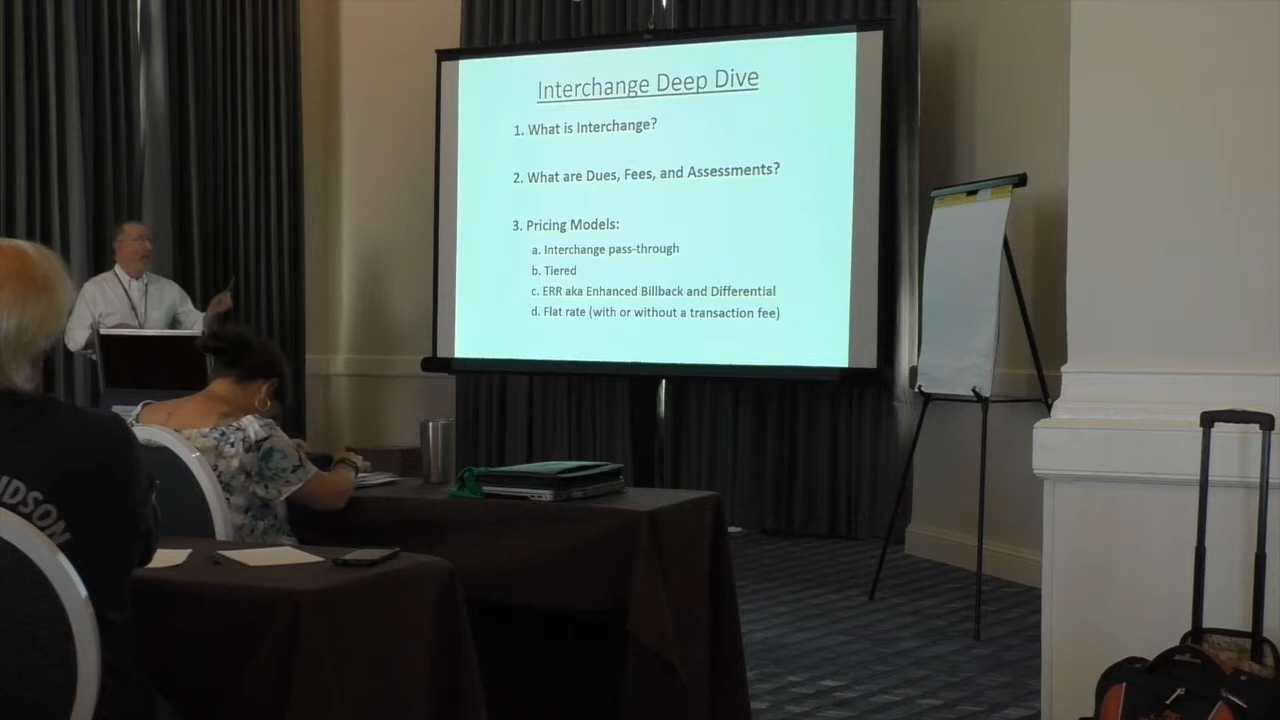 Interchange Deep Dive
1. What is Interchange?
2. What are Dues, Fees, and Assessments?
3. Pricing Models:
a. Interchange pass-through
b. Tiered
c. ERR aka Enhanced Billback and Differential
d. Flat rate (with or without a transaction fee)
IDSON